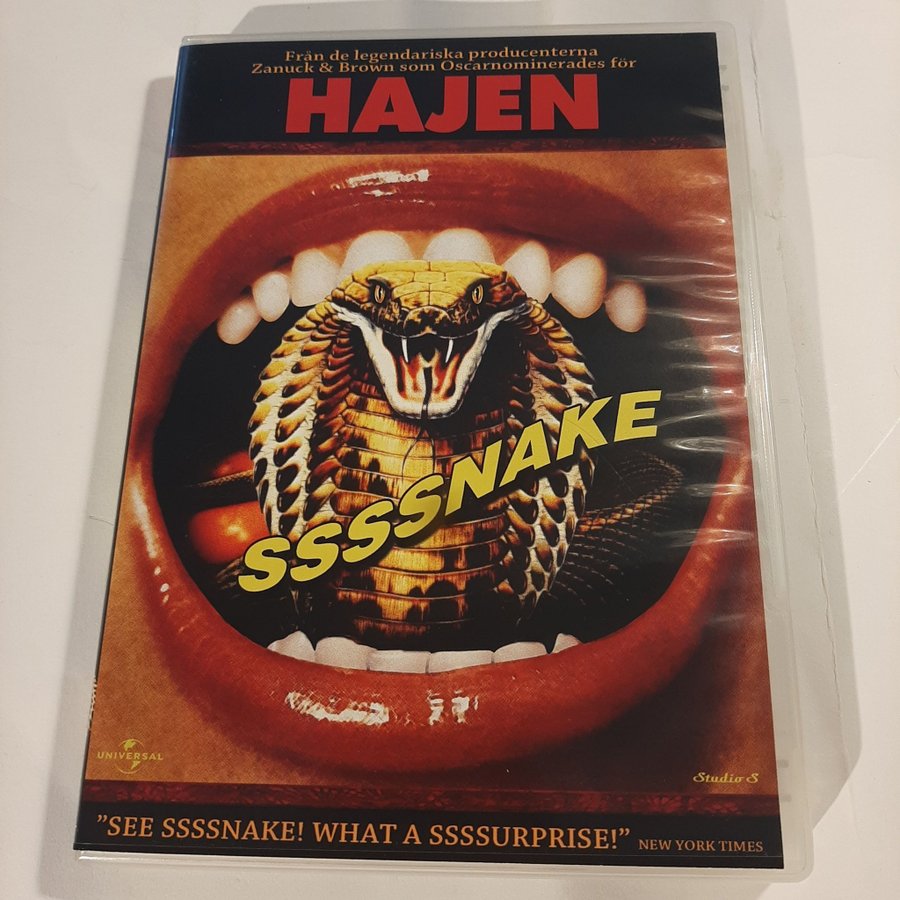 Från de legendariska producenterna
Zanuck & Brown som Oscarnominerades för
HAJEN
SSSSNAKE
UNIVERSAL
Studio S
"SEE SSSSNAKE! WHAT A SSSSURPRISE!" NEW YORK TIMES